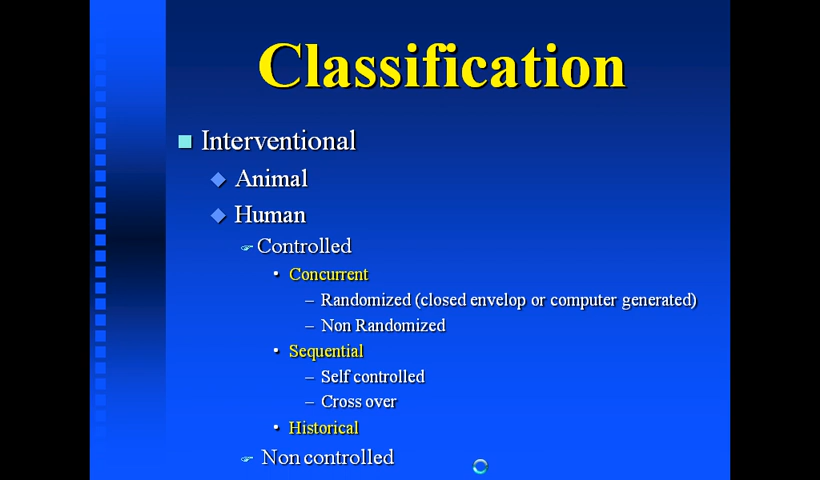 Classification
Interventional
Animal
Human
Controlled
Concurrent
– Randomized (closed envelop or computer generated)
– Non Randomized
Sequential
– Self controlled
– Cross over
Historical
Non controlled